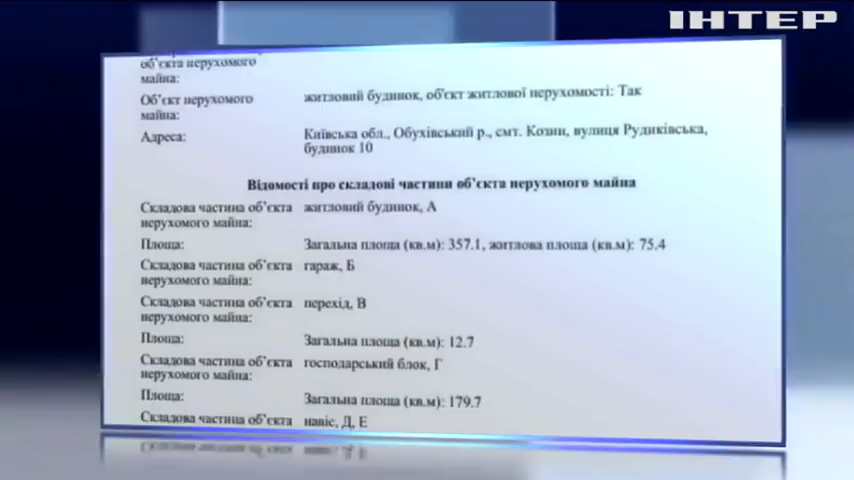 ІНТЕР
об'єкта нерухомого
майна:
Об'єкт нерухомого житловий будинок, об'єкт житлової нерухомості: Так
майна:
Адреса: Київська обл., Обухівський р., смт. Козин, вулиця Рудиківська,
будинок 10
Відомості про складові частини об'єкта нерухомого майна
Складова частина об'єкта житловий будинок, А
нерухомого майна:
Площа: Загальна площа (кв.м): 357.1, житлова площа (кв.м): 75.4
Складова частина об'єкта гараж, Б
нерухомого майна:
Складова частина об'єкта перехід, В
нерухомого майна:
Площа: Загальна площа (кв.м): 12.7
Складова частина об'єкта господарський блок, Г
нерухомого майна:
Площа: Загальна площа (кв.м): 179.7
Складова частина об'єкта навіс, Д, Е